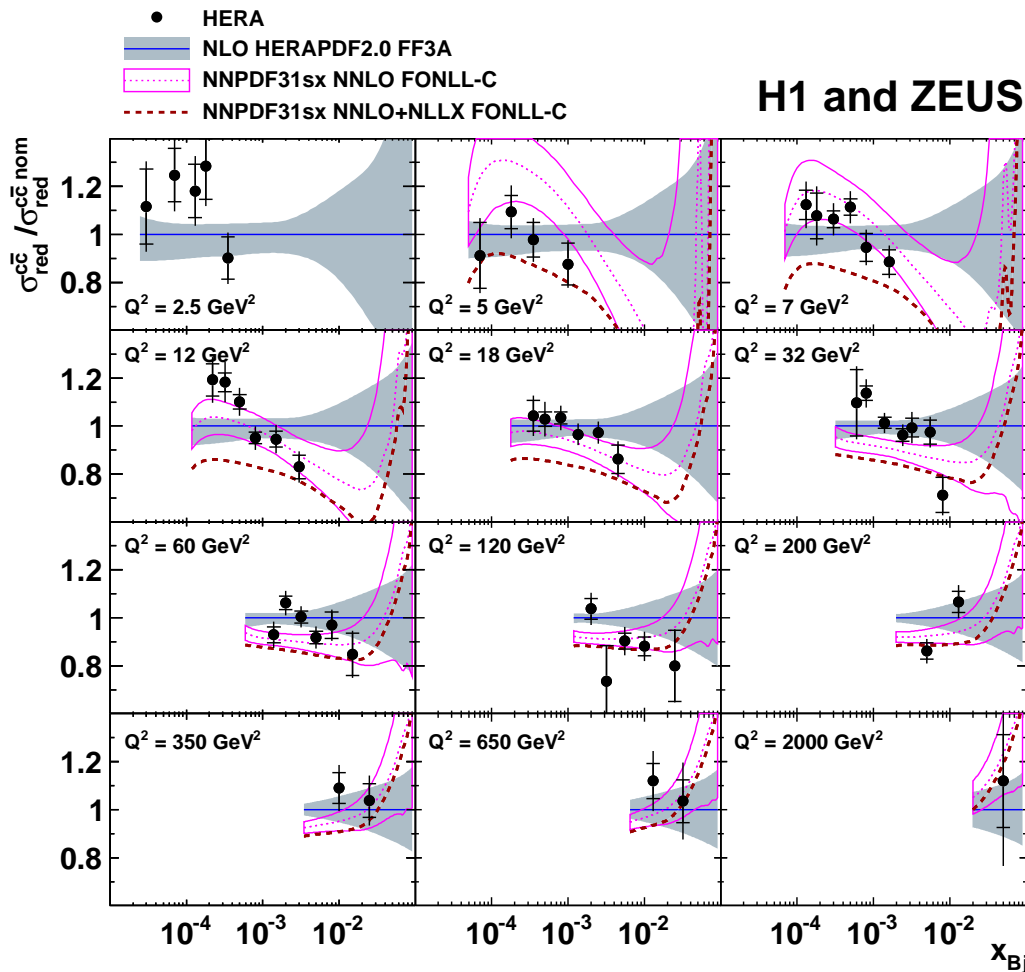 HERA
NLO HERAPDF2.0 FF3A
NNPDF31sx NNLO FONLL-C
NNPDF31sx NNLO+NLLX FONLL-C
H1 and ZEUS
σ_red^cc̄ / σ_red^cc̄ nom
1.2
1
0.8
Q² = 2.5 GeV²
Q² = 5 GeV²
Q² = 7 GeV²
1.2
1
0.8
Q² = 12 GeV²
Q² = 18 GeV²
Q² = 32 GeV²
1.2
1
0.8
Q² = 60 GeV²
Q² = 120 GeV²
Q² = 200 GeV²
1.2
1
0.8
Q² = 350 GeV²
Q² = 650 GeV²
Q² = 2000 GeV²
10⁻⁴ 10⁻³ 10⁻² 10⁻⁴ 10⁻³ 10⁻² 10⁻⁴ 10⁻³ 10⁻²
x_Bj